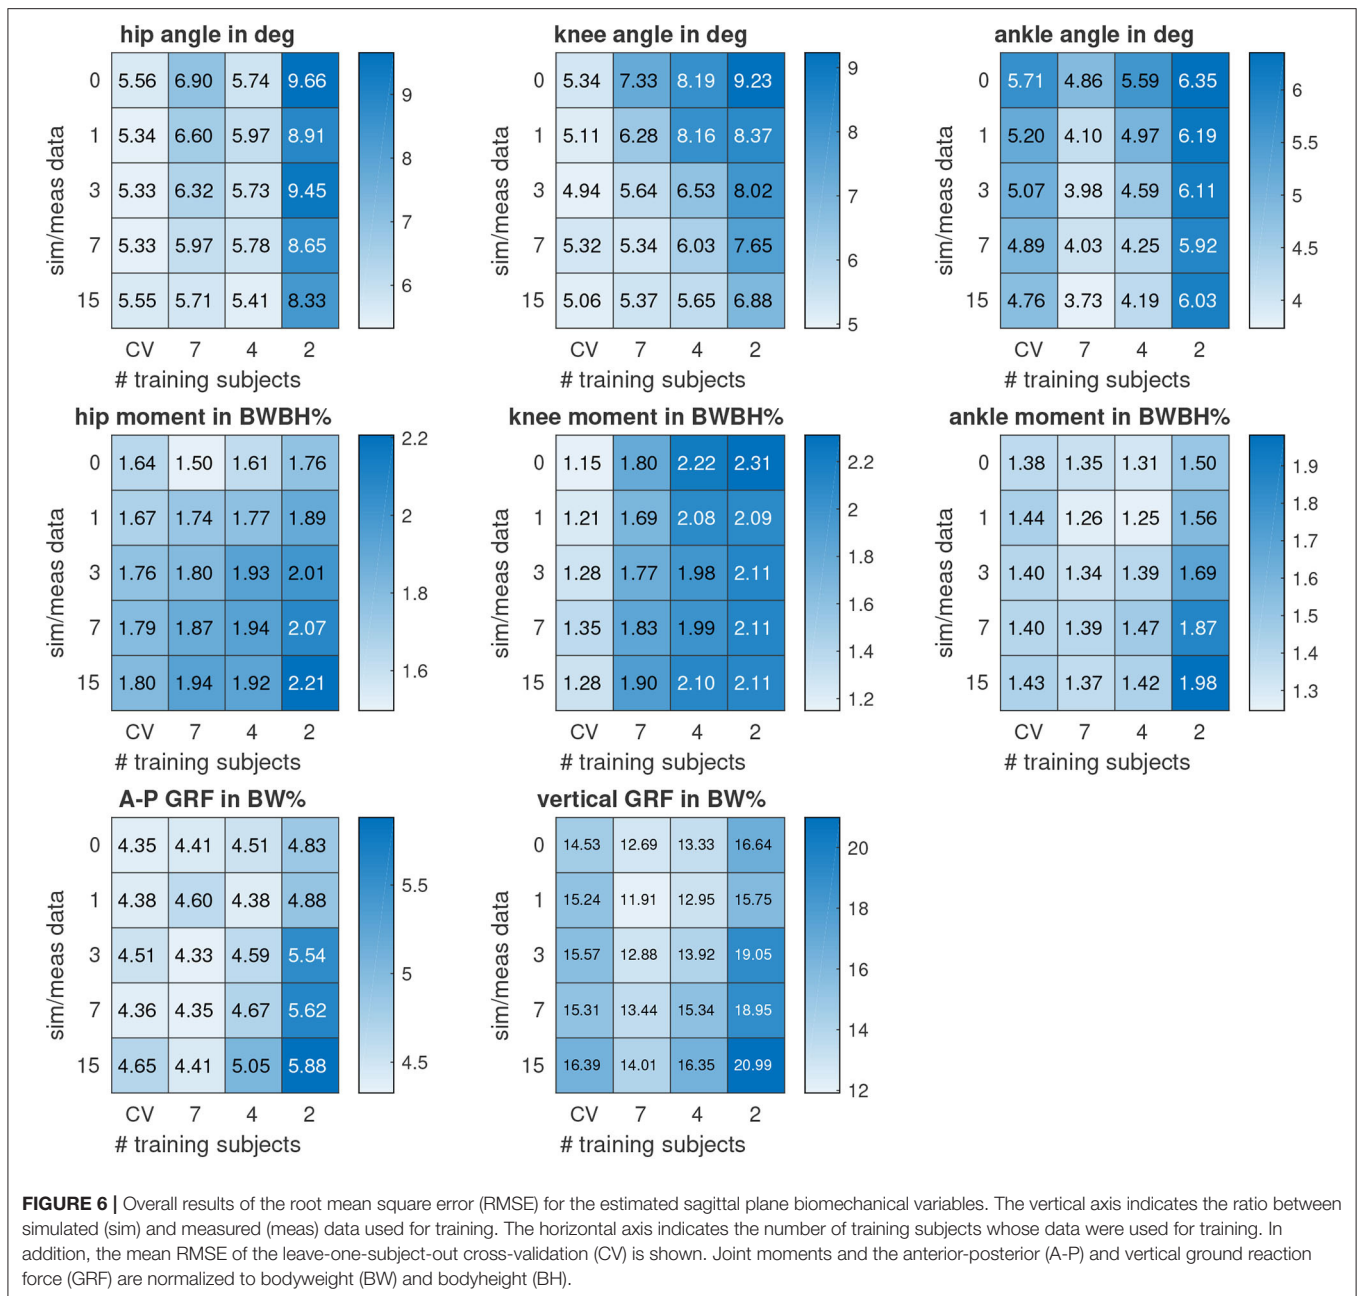 hip angle in deg
sim/meas data
0 5.56 6.90 5.74 9.66
1 5.34 6.60 5.97 8.91
3 5.33 6.32 5.73 9.45
7 5.33 5.97 5.78 8.65
15 5.55 5.71 5.41 8.33
CV 7 4 2
# training subjects
9
8
7
6
knee angle in deg
sim/meas data
0 5.34 7.33 8.19 9.23
1 5.11 6.28 8.16 8.37
3 4.94 5.64 6.53 8.02
7 5.32 5.34 6.03 7.65
15 5.06 5.37 5.65 6.88
CV 7 4 2
# training subjects
9
8
7
6
5
ankle angle in deg
sim/meas data
0 5.71 4.86 5.59 6.35
1 5.20 4.10 4.97 6.19
3 5.07 3.98 4.59 6.11
7 4.89 4.03 4.25 5.92
15 4.76 3.73 4.19 6.03
CV 7 4 2
# training subjects
6
5.5
5
4.5
4
hip moment in BWBH%
sim/meas data
0 1.64 1.50 1.61 1.76
1 1.67 1.74 1.77 1.89
3 1.76 1.80 1.93 2.01
7 1.79 1.87 1.94 2.07
15 1.80 1.94 1.92 2.21
CV 7 4 2
# training subjects
2.2
2
1.8
1.6
knee moment in BWBH%
sim/meas data
0 1.15 1.80 2.22 2.31
1 1.21 1.69 2.08 2.09
3 1.28 1.77 1.98 2.11
7 1.35 1.83 1.99 2.11
15 1.28 1.90 2.10 2.11
CV 7 4 2
# training subjects
2.2
2
1.8
1.6
1.4
1.2
ankle moment in BWBH%
sim/meas data
0 1.38 1.35 1.31 1.50
1 1.44 1.26 1.25 1.56
3 1.40 1.34 1.39 1.69
7 1.40 1.39 1.47 1.87
15 1.43 1.37 1.42 1.98
CV 7 4 2
# training subjects
1.9
1.8
1.7
1.6
1.5
1.4
1.3
A-P GRF in BW%
sim/meas data
0 4.35 4.41 4.51 4.83
1 4.38 4.60 4.38 4.88
3 4.51 4.33 4.59 5.54
7 4.36 4.35 4.67 5.62
15 4.65 4.41 5.05 5.88
CV 7 4 2
# training subjects
5.5
5
4.5
vertical GRF in BW%
sim/meas data
0 14.53 12.69 13.33 16.64
1 15.24 11.91 12.95 15.75
3 15.57 12.88 13.92 19.05
7 15.31 13.44 15.34 18.95
15 16.39 14.01 16.35 20.99
CV 7 4 2
# training subjects
20
18
16
14
12
FIGURE 6 | Overall results of the root mean square error (RMSE) for the estimated sagittal plane biomechanical variables. The vertical axis indicates the ratio between
simulated (sim) and measured (meas) data used for training. The horizontal axis indicates the number of training subjects whose data were used for training. In
addition, the mean RMSE of the leave-one-subject-out cross-validation (CV) is shown. Joint moments and the anterior-posterior (A-P) and vertical ground reaction
force (GRF) are normalized to bodyweight (BW) and bodyheight (BH).